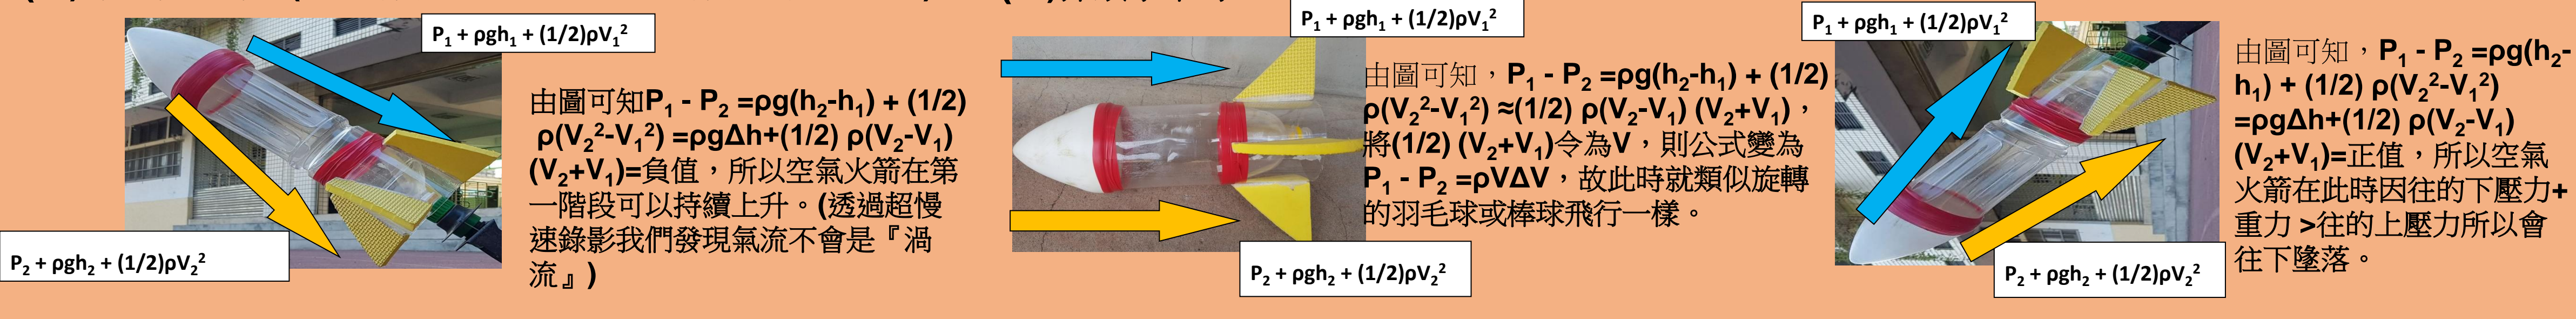 P₁ + ρgh₁ + (1/2)ρV₁²
由圖可知P₁ - P₂ =ρg(h₂-h₁) + (1/2)
ρ(V₂²-V₁²) =ρgΔh+(1/2) ρ(V₂-V₁)
(V₂+V₁)=負值，所以空氣火箭在第
一階段可以持續上升。(透過超慢
速錄影我們發現氣流不會是『渦
流』)
P₂ + ρgh₂ + (1/2)ρV₂²
P₁ + ρgh₁ + (1/2)ρV₁²
由圖可知，P₁ - P₂ =ρg(h₂-h₁) + (1/2)
ρ(V₂²-V₁²) ≈(1/2) ρ(V₂-V₁) (V₂+V₁)，
將(1/2) (V₂+V₁)令為V，則公式變為
P₁ - P₂ =ρVΔV，故此時就類似旋轉
的羽毛球或棒球飛行一樣。
P₂ + ρgh₂ + (1/2)ρV₂²
P₁ + ρgh₁ + (1/2)ρV₁²
由圖可知，P₁ - P₂ =ρg(h₂-
h₁) + (1/2) ρ(V₂²-V₁²)
=ρgΔh+(1/2) ρ(V₂-V₁)
(V₂+V₁)=正值，所以空氣
火箭在此時因往的下壓力+
重力 >往的上壓力所以會
往下墜落。
P₂ + ρgh₂ + (1/2)ρV₂²